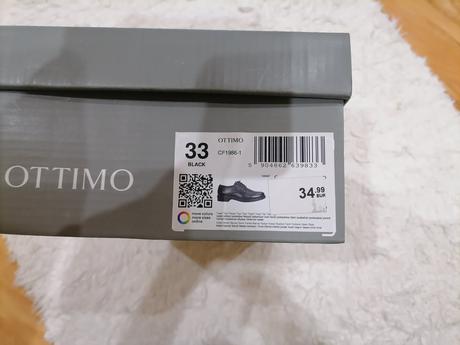 33
BLACK
OTTIMO
CF1986-1
5 904862 639833
OTTIMO
34.99
EUR
more colors
more sizes
online